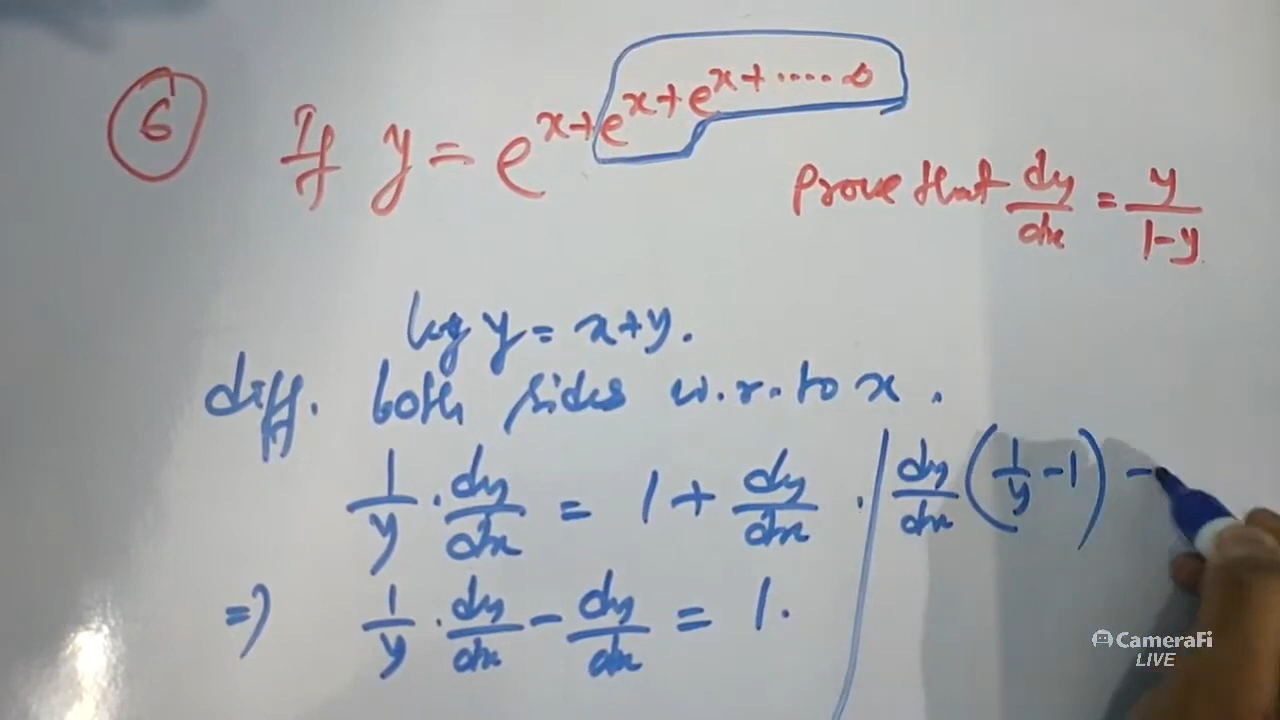 6
If y = e^{x+e^{x+e^{x+.....∞}}}
prove that dy/dx = y/(1-y)
log y = x+y.
diff. both sides w.r.to x.
1/y · dy/dx = 1 + dy/dx .
=> 1/y · dy/dx - dy/dx = 1.
dy/dx (1/y - 1) -
CameraFi
LIVE